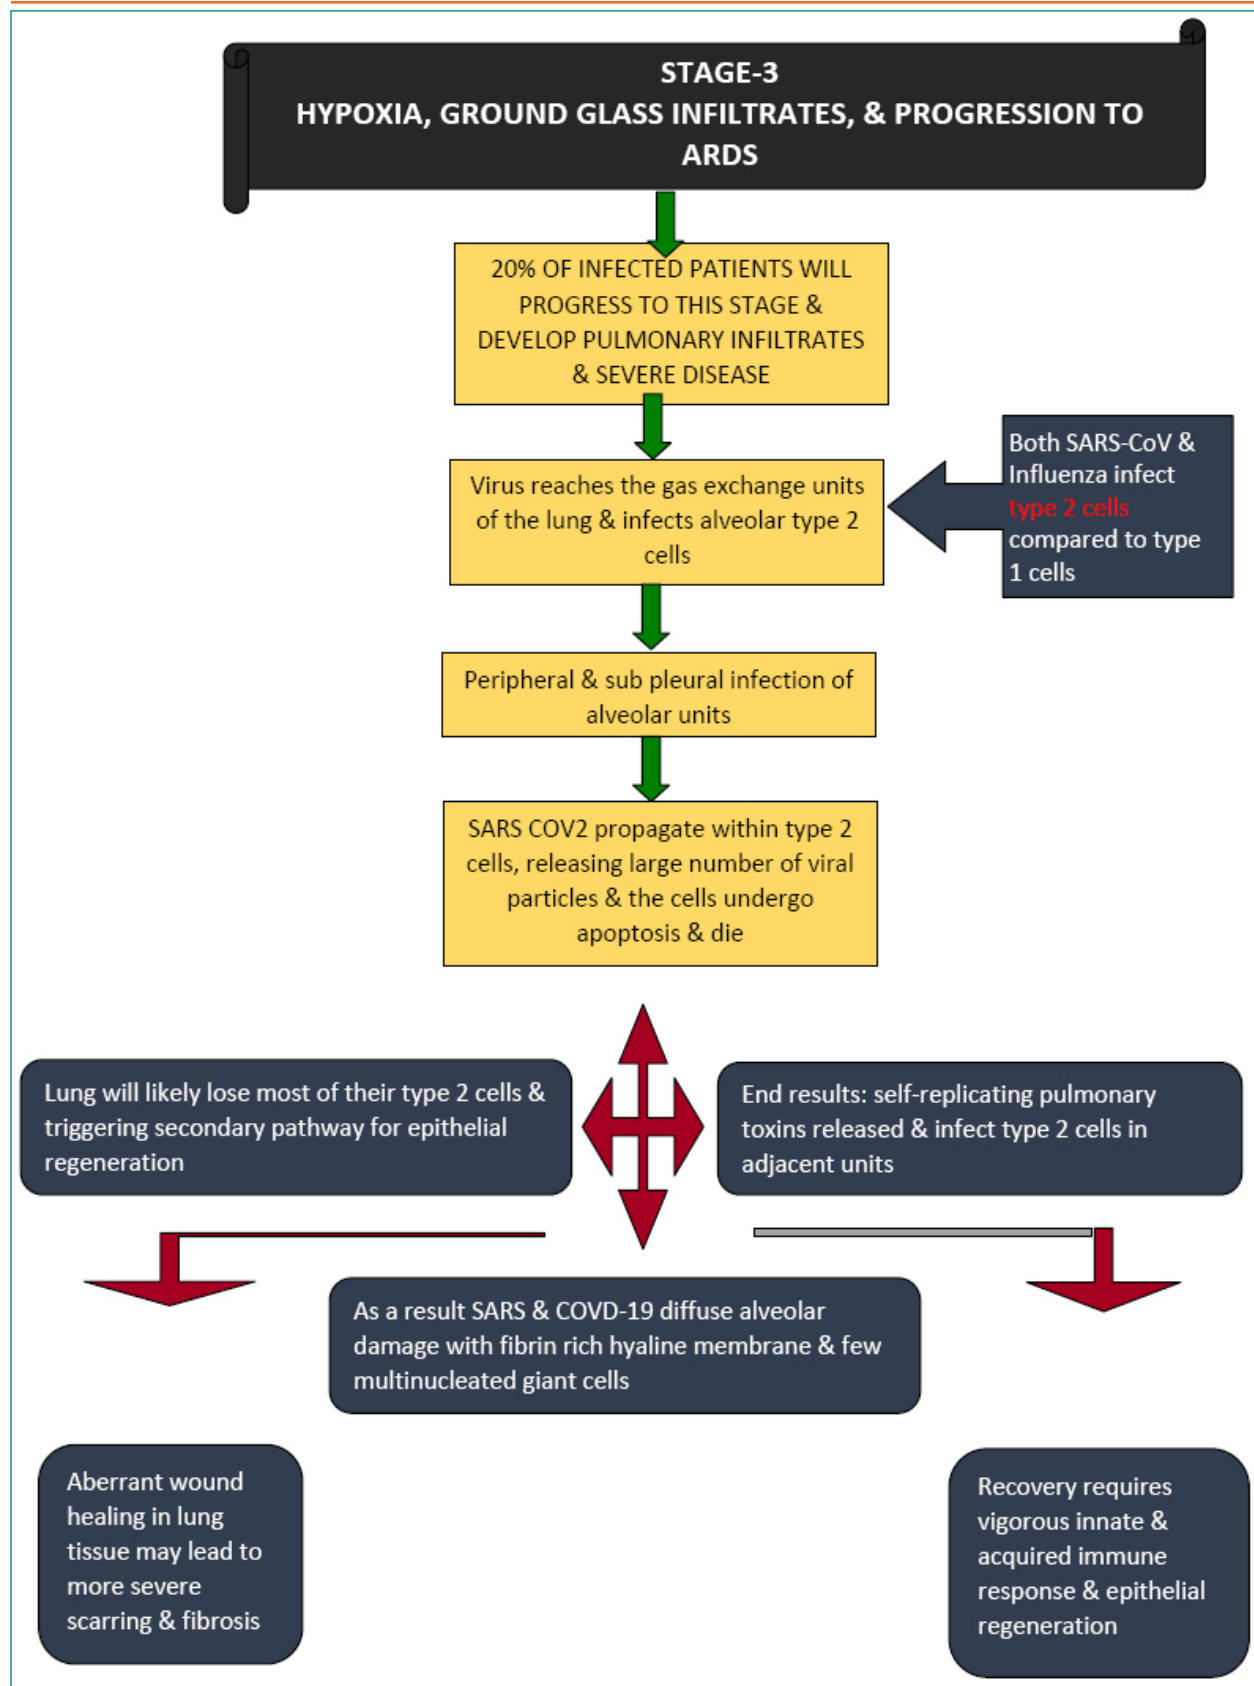 STAGE-3
HYPOXIA, GROUND GLASS INFILTRATES, & PROGRESSION TO
ARDS
20% OF INFECTED PATIENTS WILL
PROGRESS TO THIS STAGE &
DEVELOP PULMONARY INFILTRATES
& SEVERE DISEASE
Virus reaches the gas exchange units
of the lung & infects alveolar type 2
cells
Both SARS-CoV &
Influenza infect
type 2 cells
compared to type
1 cells
Peripheral & sub pleural infection of
alveolar units
SARS COV2 propagate within type 2
cells, releasing large number of viral
particles & the cells undergo
apoptosis & die
Lung will likely lose most of their type 2 cells &
triggering secondary pathway for epithelial
regeneration
End results: self-replicating pulmonary
toxins released & infect type 2 cells in
adjacent units
As a result SARS & COVD-19 diffuse alveolar
damage with fibrin rich hyaline membrane & few
multinucleated giant cells
Aberrant wound
healing in lung
tissue may lead to
more severe
scarring & fibrosis
Recovery requires
vigorous innate &
acquired immune
response & epithelial
regeneration